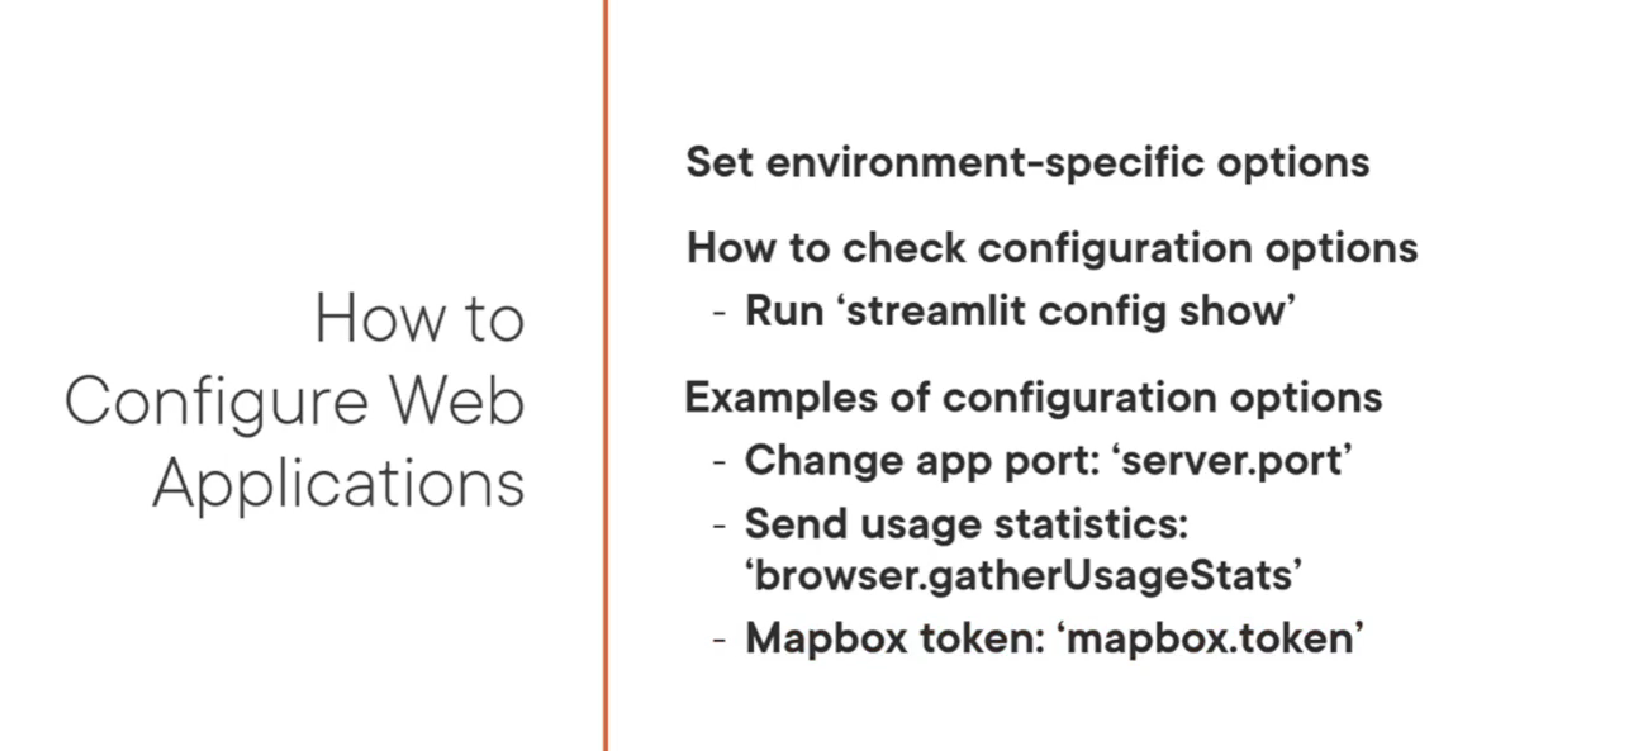 How to
Configure Web
Applications
Set environment-specific options
How to check configuration options
- Run ‘streamlit config show’
Examples of configuration options
- Change app port: ‘server.port’
- Send usage statistics:
‘browser.gatherUsageStats’
- Mapbox token: ‘mapbox.token’